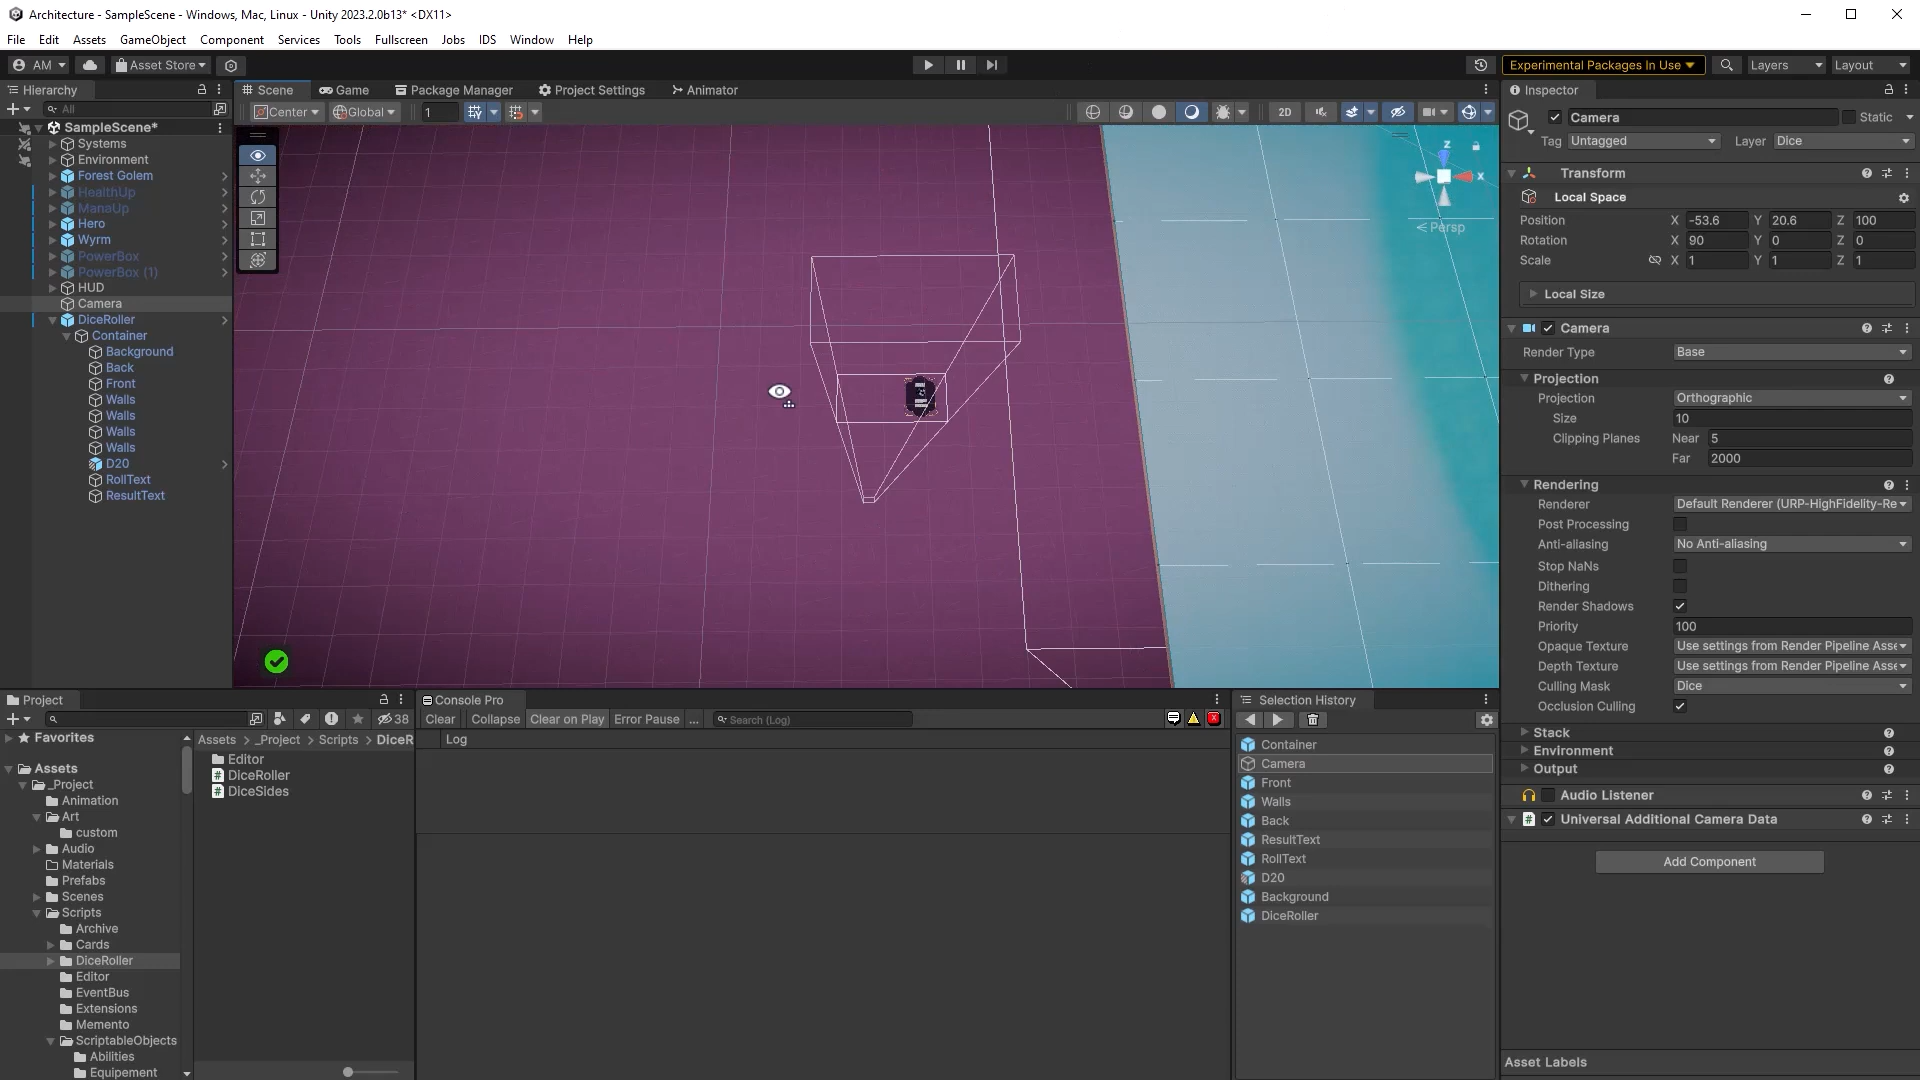 Architecture - SampleScene - Windows, Mac, Linux - Unity 2023.2.0b13* <DX11>
File Edit Assets GameObject Component Services Tools Fullscreen Jobs IDS Window Help
AM Asset Store Experimental Packages In Use Layers Layout
Hierarchy Scene Game Package Manager Project Settings Animator Inspector
All Center Global 1 2D
Camera Static
Tag Untagged Layer Dice
SampleScene*
Systems
Environment
Forest Golem
HealthUp
ManaUp
Hero
Wyrm
PowerBox
PowerBox (1)
HUD
Camera
DiceRoller
Container
Background
Back
Front
Walls
Walls
Walls
Walls
D20
RollText
ResultText
z
x
Persp
Transform
Local Space
Position X -53.6 Y 20.6 Z 100
Rotation X 90 Y 0 Z 0
Scale X 1 Y 1 Z 1
Local Size
Camera
Render Type Base
Projection
Projection Orthographic
Size 10
Clipping Planes Near 5
Far 2000
Rendering
Renderer Default Renderer (URP-HighFidelity-Re
Post Processing
Anti-aliasing No Anti-aliasing
Stop NaNs
Dithering
Render Shadows
Priority 100
Opaque Texture Use settings from Render Pipeline Asse
Depth Texture Use settings from Render Pipeline Asse
Culling Mask Dice
Occlusion Culling
Stack
Environment
Output
Audio Listener
Universal Additional Camera Data
Add Component
Asset Labels
Project
38
Favorites
Assets
_Project
Animation
Art
custom
Audio
Materials
Prefabs
Scenes
Scripts
Archive
Cards
DiceRoller
Editor
EventBus
Extensions
Memento
ScriptableObjects
Abilities
Equipement
Assets > _Project > Scripts > DiceR
Editor
DiceRoller
DiceSides
Console Pro
Clear Collapse Clear on Play Error Pause ... Search (Log)
Log
Selection History
Container
Camera
Front
Walls
Back
ResultText
RollText
D20
Background
DiceRoller